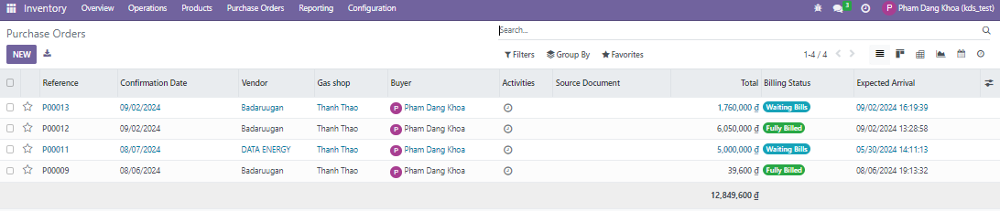 Inventory Overview Operations Products Purchase Orders Reporting Configuration 3 P Pham Dang Khoa (kds_test)
Purchase Orders Search...
NEW Filters Group By Favorites 1-4 / 4
Reference Confirmation Date Vendor Gas shop Buyer Activities Source Document Total Billing Status Expected Arrival
P00013 09/02/2024 Badaruugan Thanh Thao P Pham Dang Khoa 1,760,000 ₫ Waiting Bills 09/02/2024 16:19:39
P00012 09/02/2024 Badaruugan Thanh Thao P Pham Dang Khoa 6,050,000 ₫ Fully Billed 09/02/2024 13:28:58
P00011 08/07/2024 DATA ENERGY Thanh Thao P Pham Dang Khoa 5,000,000 ₫ Waiting Bills 05/30/2024 14:11:13
P00009 08/06/2024 Badaruugan Thanh Thao P Pham Dang Khoa 39,600 ₫ Fully Billed 08/06/2024 19:13:32
12,849,600 ₫